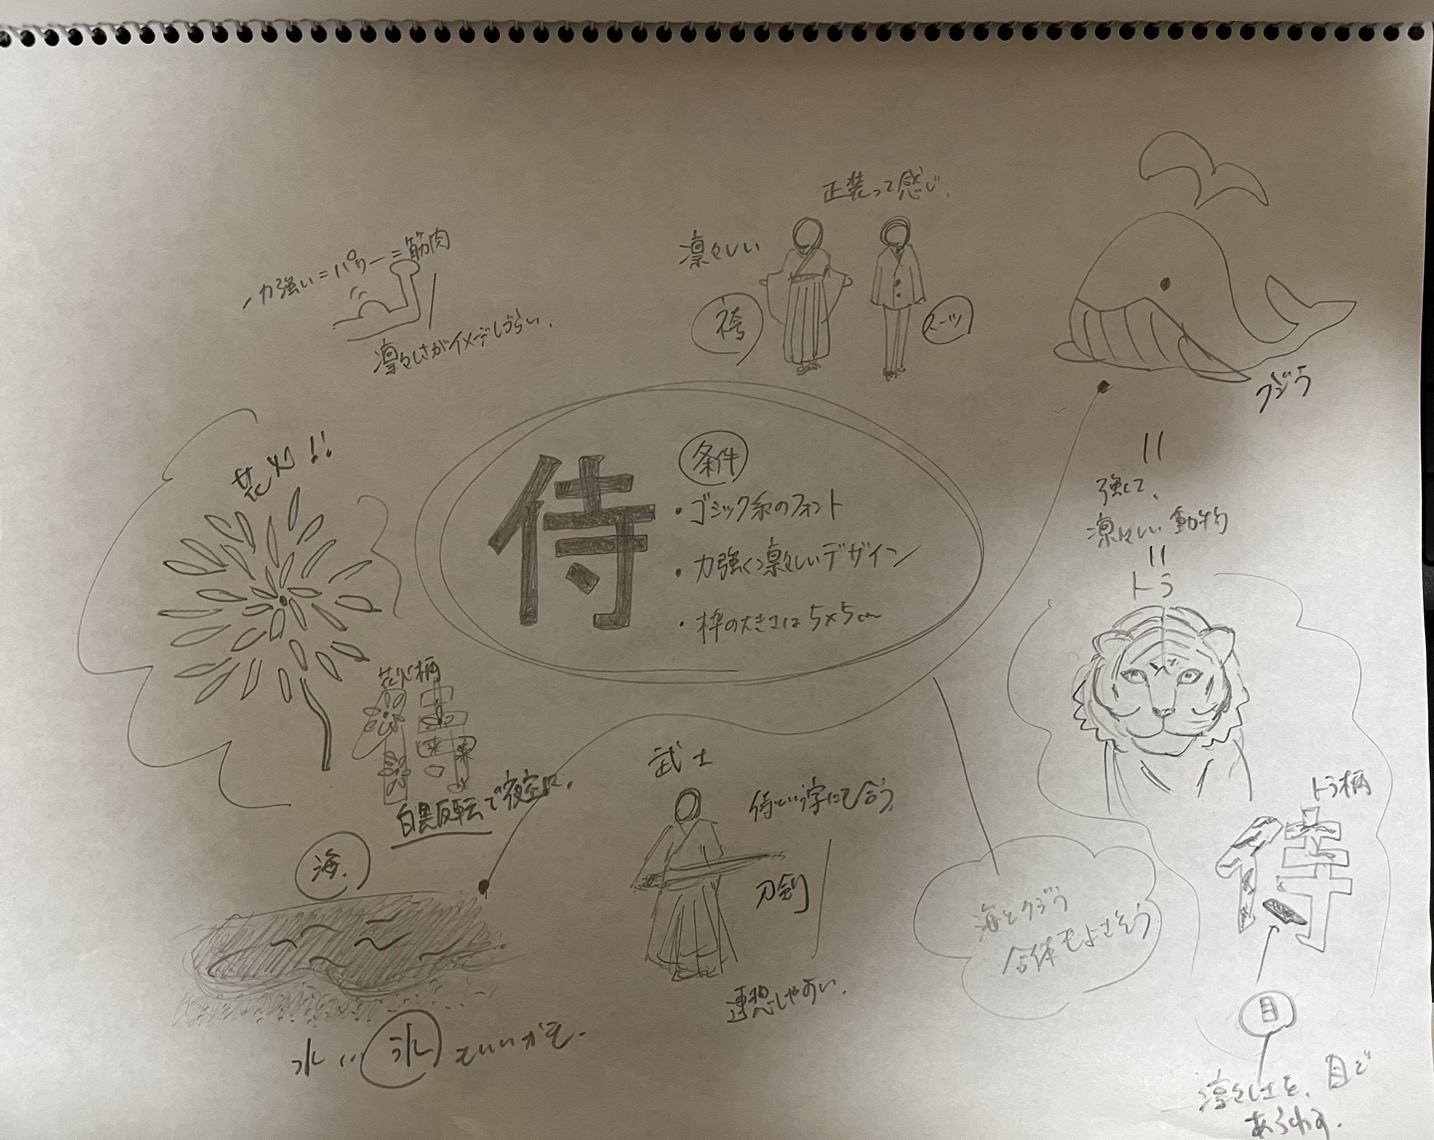 正装って感じ.
凛々しい
袴
スーツ
力強い=パワー=筋肉
凛々しさがイメージしづらい.
クジラ
花火!!
侍
条件
・ゴシック系のフォント
・力強く凛々しいデザイン
・枠の大きさは5×5cm
強くて、
凛々しい動物
トラ
花火柄
白黒反転で夜空に.
武士
侍という字にも合う
刀剣
連想しやすい.
トラ柄
侍
海
海とクジラ
合体もよさそう
水
氷
もいいかも.
目
凛々しさを、目で
あらわす.